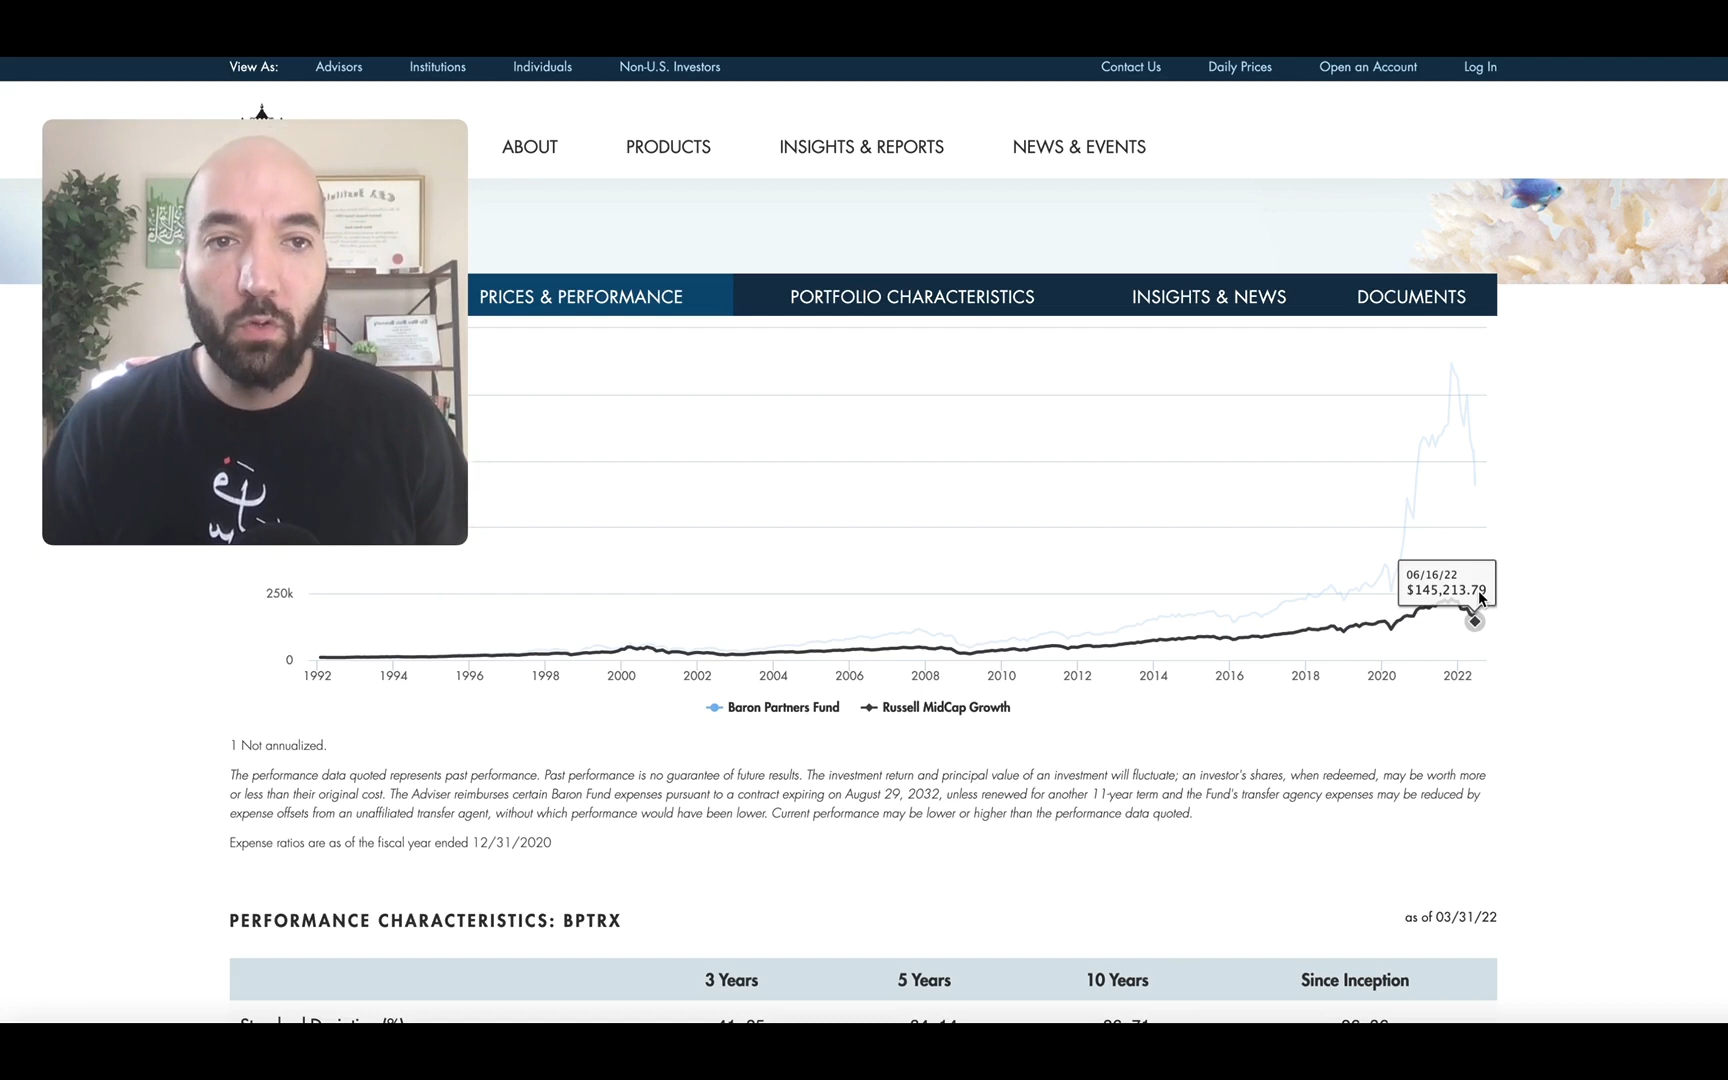 View As: Advisors Institutions Individuals Non-U.S. Investors Contact Us Daily Prices Open an Account Log In
ABOUT PRODUCTS INSIGHTS & REPORTS NEWS & EVENTS
PRICES & PERFORMANCE PORTFOLIO CHARACTERISTICS INSIGHTS & NEWS DOCUMENTS
CFA Institute
06/16/22
$145,213.79
250k
0
1992 1994 1996 1998 2000 2002 2004 2006 2008 2010 2012 2014 2016 2018 2020 2022
Baron Partners Fund Russell MidCap Growth
1 Not annualized.
The performance data quoted represents past performance. Past performance is no guarantee of future results. The investment return and principal value of an investment will fluctuate; an investor's shares, when redeemed, may be worth more
or less than their original cost. The Adviser reimburses certain Baron Fund expenses pursuant to a contract expiring on August 29, 2032, unless renewed for another 11-year term and the Fund's transfer agency expenses may be reduced by
expense offsets from an unaffiliated transfer agent, without which performance would have been lower. Current performance may be lower or higher than the performance data quoted.
Expense ratios are as of the fiscal year ended 12/31/2020
PERFORMANCE CHARACTERISTICS: BPTRX as of 03/31/22
3 Years 5 Years 10 Years Since Inception